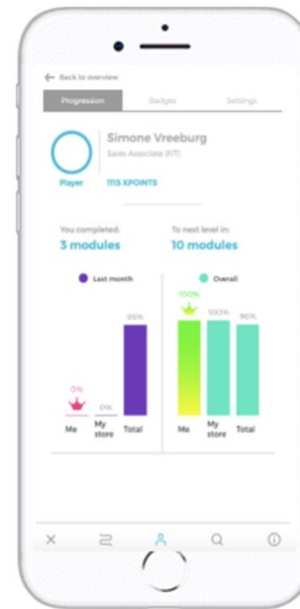 ← Back to overview
Progression Badges Settings
Simone Vreeburg
Sales Associate (F/T)
Player 1115 XPOINTS
You completed: To next level in:
3 modules 10 modules
Last month Overall
100%
95% 100% 96%
0%
0%
Me My store Total Me My store Total